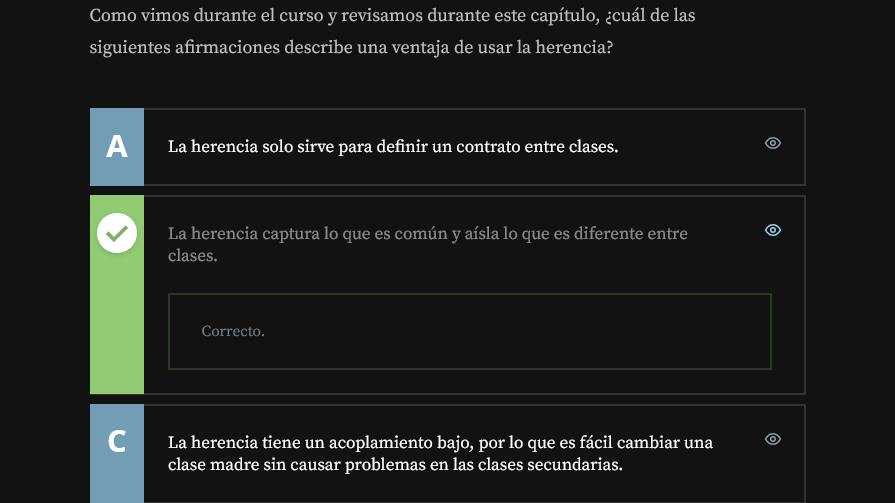 Como vimos durante el curso y revisamos durante este capítulo, ¿cuál de las
siguientes afirmaciones describe una ventaja de usar la herencia?
A
La herencia solo sirve para definir un contrato entre clases.
La herencia captura lo que es común y aísla lo que es diferente entre
clases.
Correcto.
C
La herencia tiene un acoplamiento bajo, por lo que es fácil cambiar una
clase madre sin causar problemas en las clases secundarias.